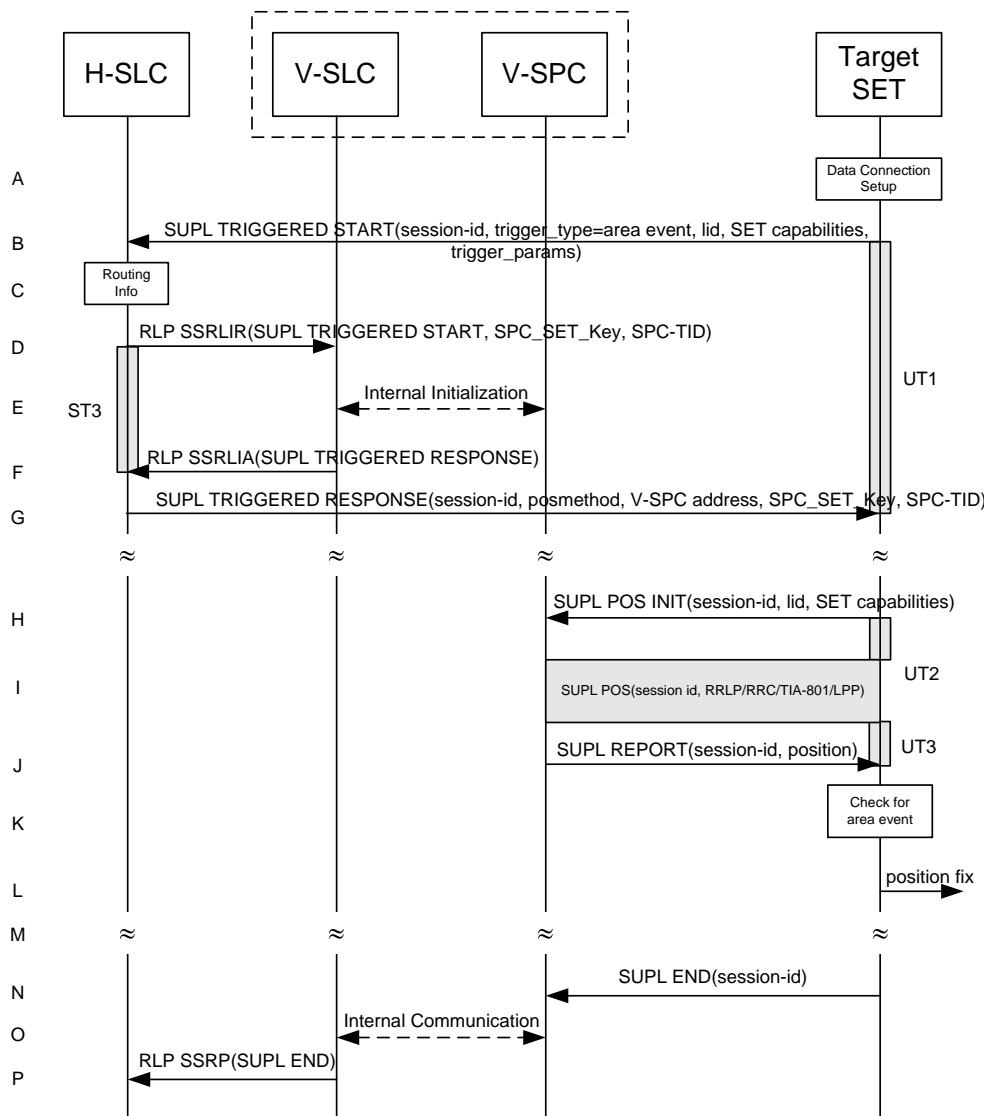 H-SLC
V-SLC
V-SPC
Target
SET
A
Data Connection
Setup
B
SUPL TRIGGERED START(session-id, trigger_type=area event, lid, SET capabilities,
trigger_params)
C
Routing
Info
D
RLP SSRLIR(SUPL TRIGGERED START, SPC_SET_Key, SPC-TID)
UT1
E
ST3
Internal Initialization
F
RLP SSRLIA(SUPL TRIGGERED RESPONSE)
G
SUPL TRIGGERED RESPONSE(session-id, posmethod, V-SPC address, SPC_SET_Key, SPC-TID)
≈ ≈ ≈ ≈
H
SUPL POS INIT(session-id, lid, SET capabilities)
UT2
I
SUPL POS(session id, RRLP/RRC/TIA-801/LPP)
UT3
J
SUPL REPORT(session-id, position)
K
Check for
area event
L
position fix
M
≈ ≈ ≈ ≈
N
SUPL END(session-id)
O
Internal Communication
P
RLP SSRP(SUPL END)